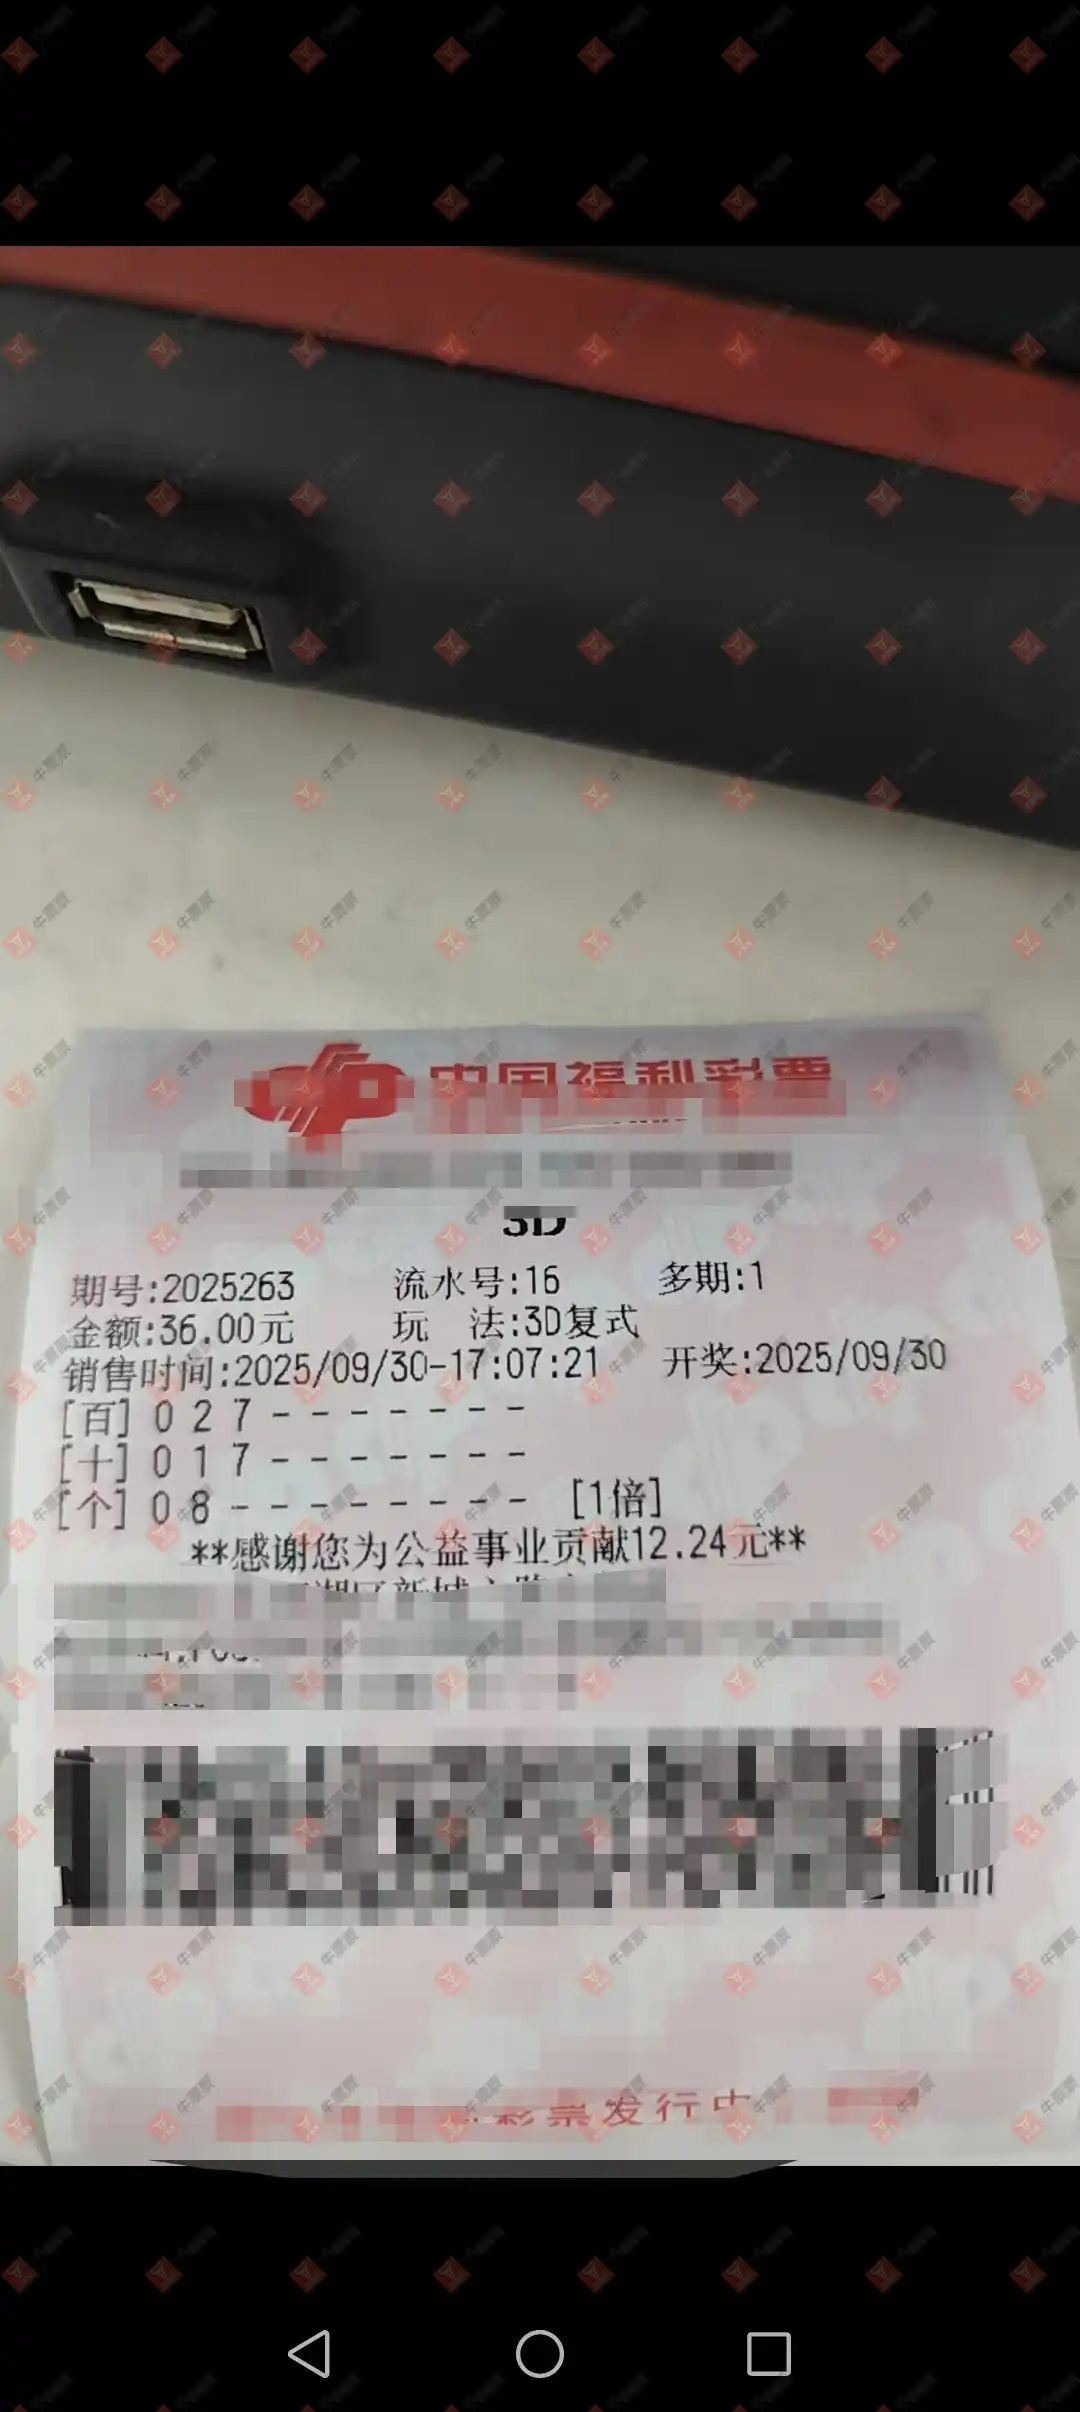 中国福利彩票
3D
期号:2025263 流水号:16 多期:1
金额:36.00元 玩 法:3D复式
销售时间:2025/09/30-17:07:21 开奖:2025/09/30
[百] 0 2 7 - - - - - - -
[十] 0 1 7 - - - - - - -
[个] 0 8 - - - - - - - - [1倍]
**感谢您为公益事业贡献12.24元**
彩票发行中
牛票票